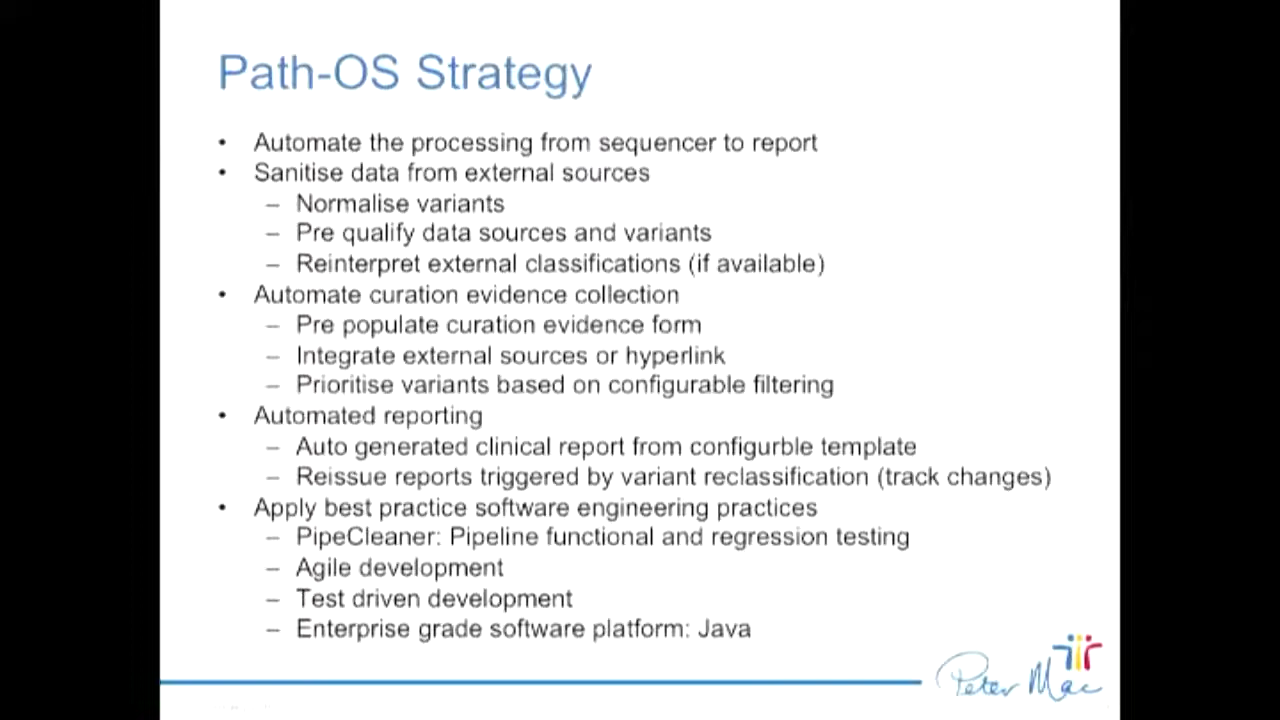 Path-OS Strategy
• Automate the processing from sequencer to report
• Sanitise data from external sources
– Normalise variants
– Pre qualify data sources and variants
– Reinterpret external classifications (if available)
• Automate curation evidence collection
– Pre populate curation evidence form
– Integrate external sources or hyperlink
– Prioritise variants based on configurable filtering
• Automated reporting
– Auto generated clinical report from configurble template
– Reissue reports triggered by variant reclassification (track changes)
• Apply best practice software engineering practices
– PipeCleaner: Pipeline functional and regression testing
– Agile development
– Test driven development
– Enterprise grade software platform: Java
Peter Mac